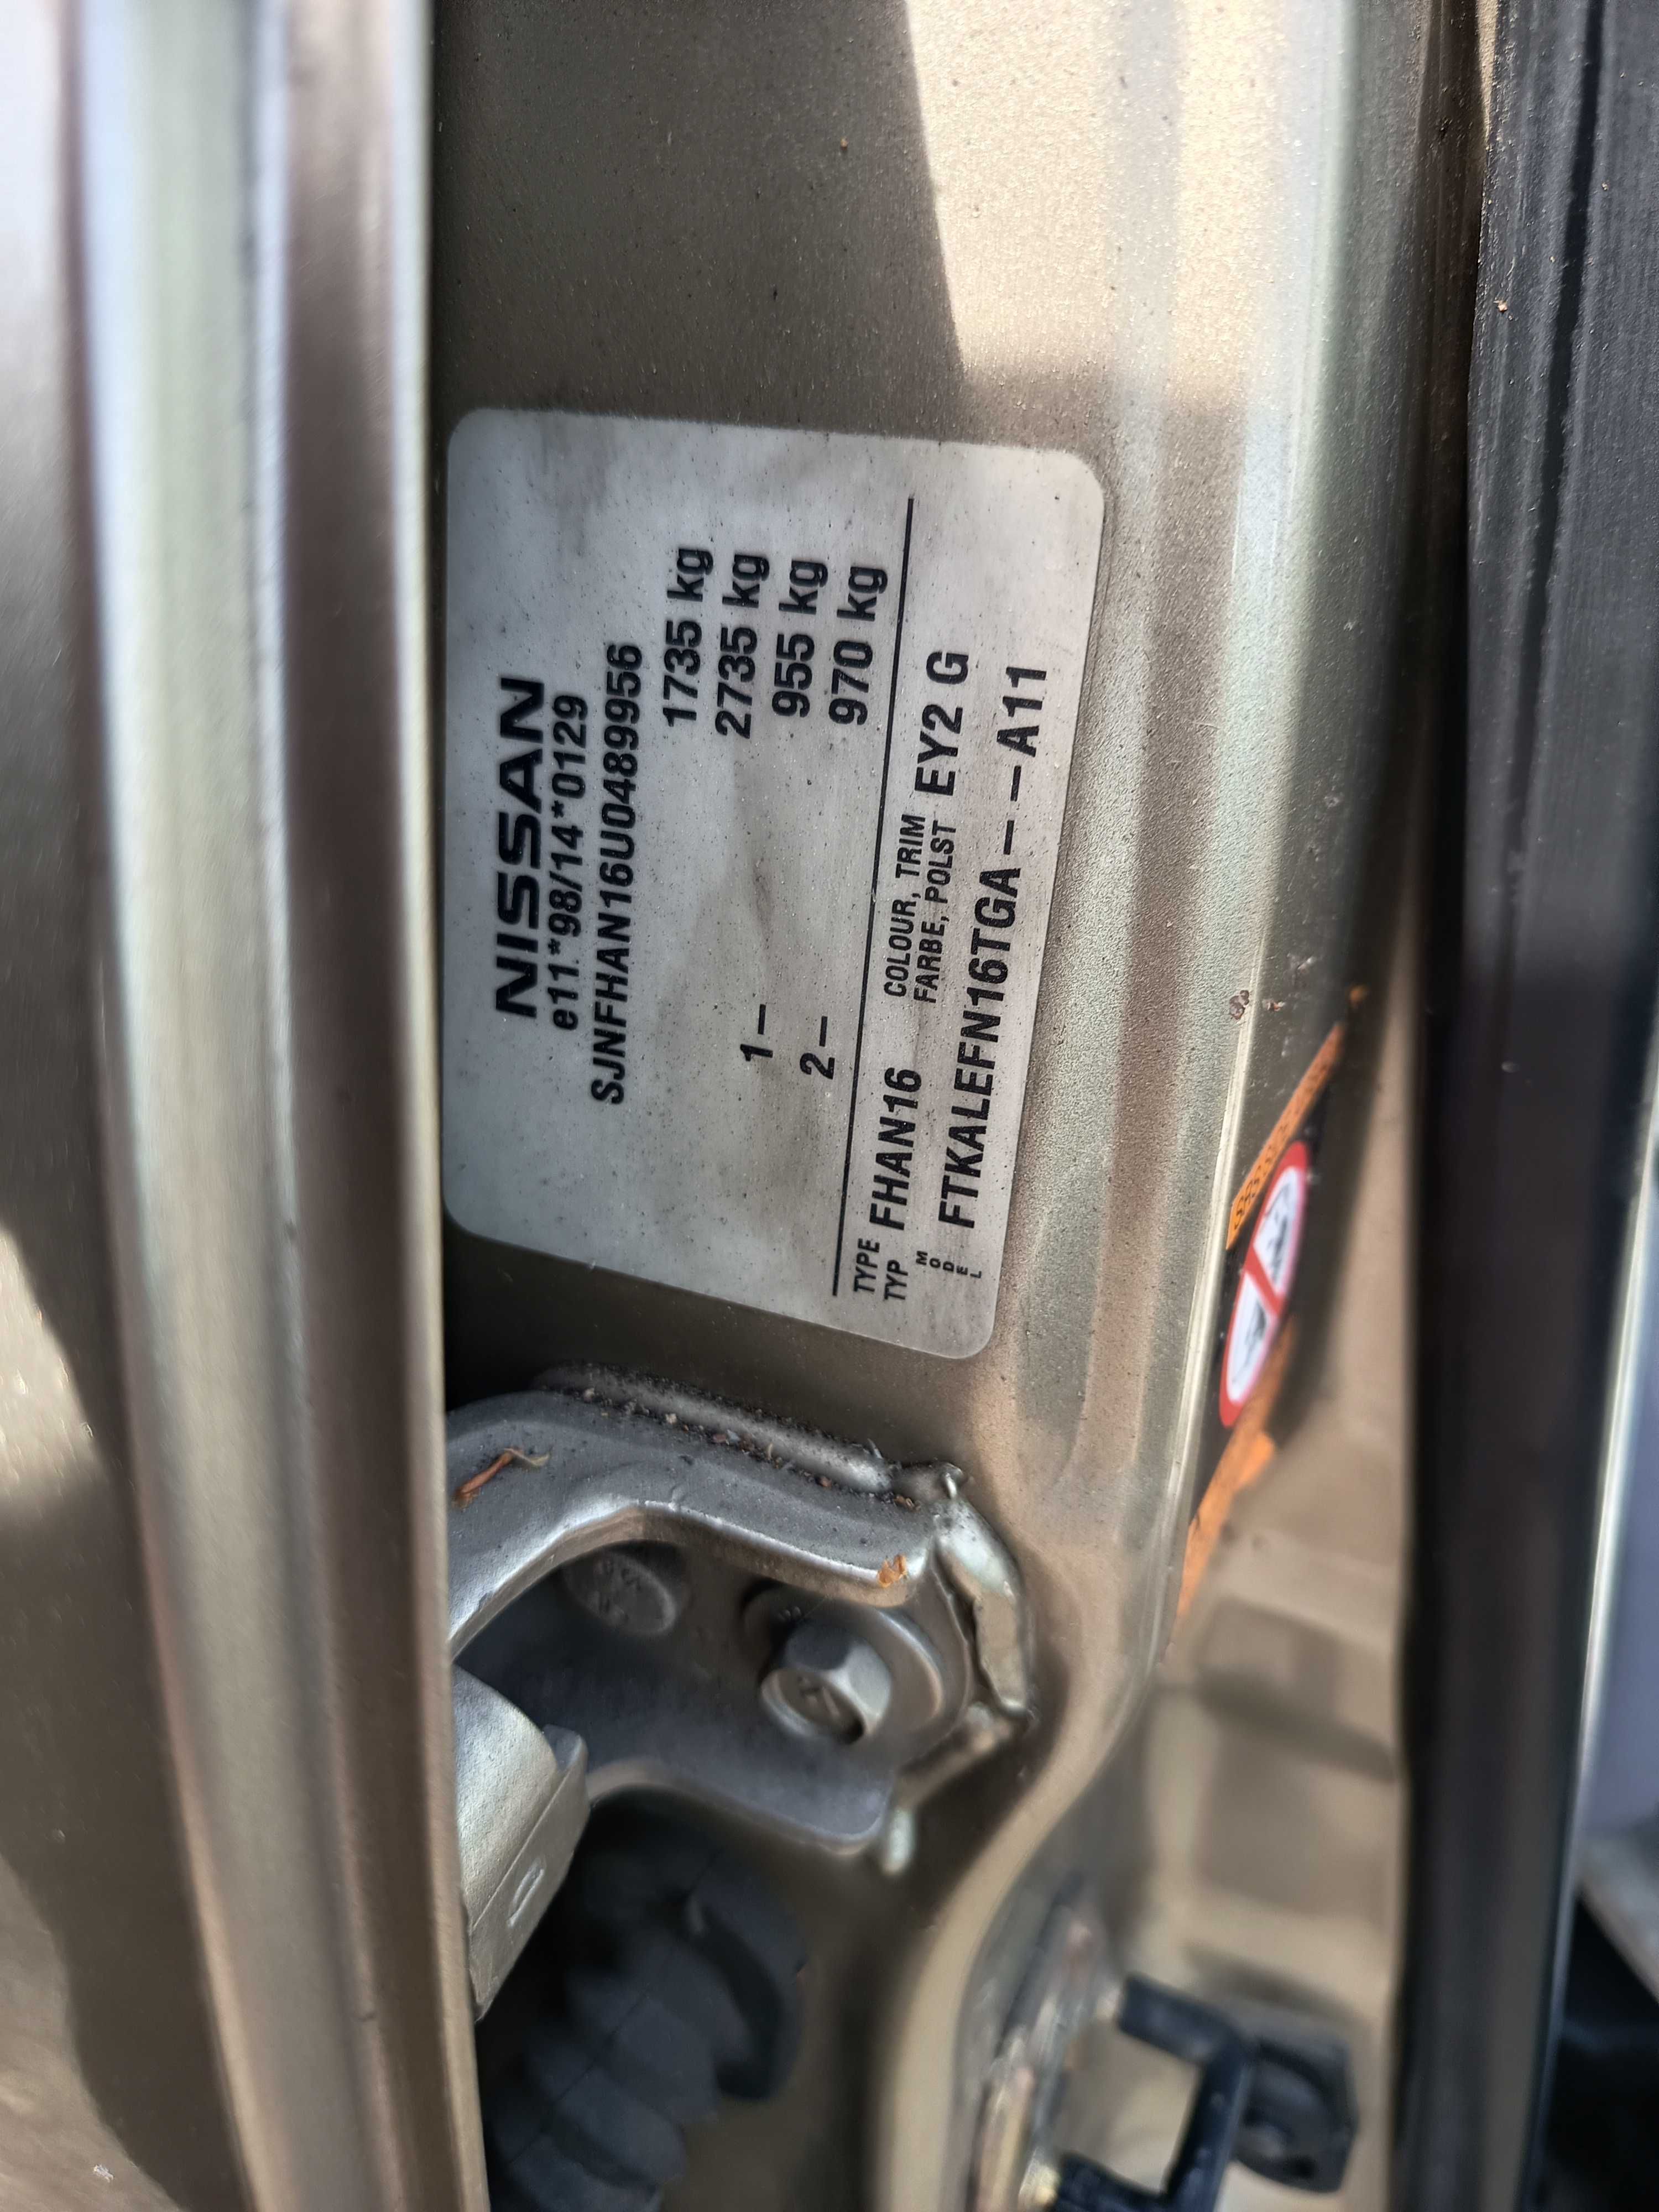 NISSAN
e11*98/14*0129
SJNFHAN16U0489956
1735 kg
2735 kg
1– 955 kg
2– 970 kg
TYPE TYP FHAN16 COLOUR, TRIM FARBE, POLST EY2 G
MODEL FTKALEFN16TGA– – –A11